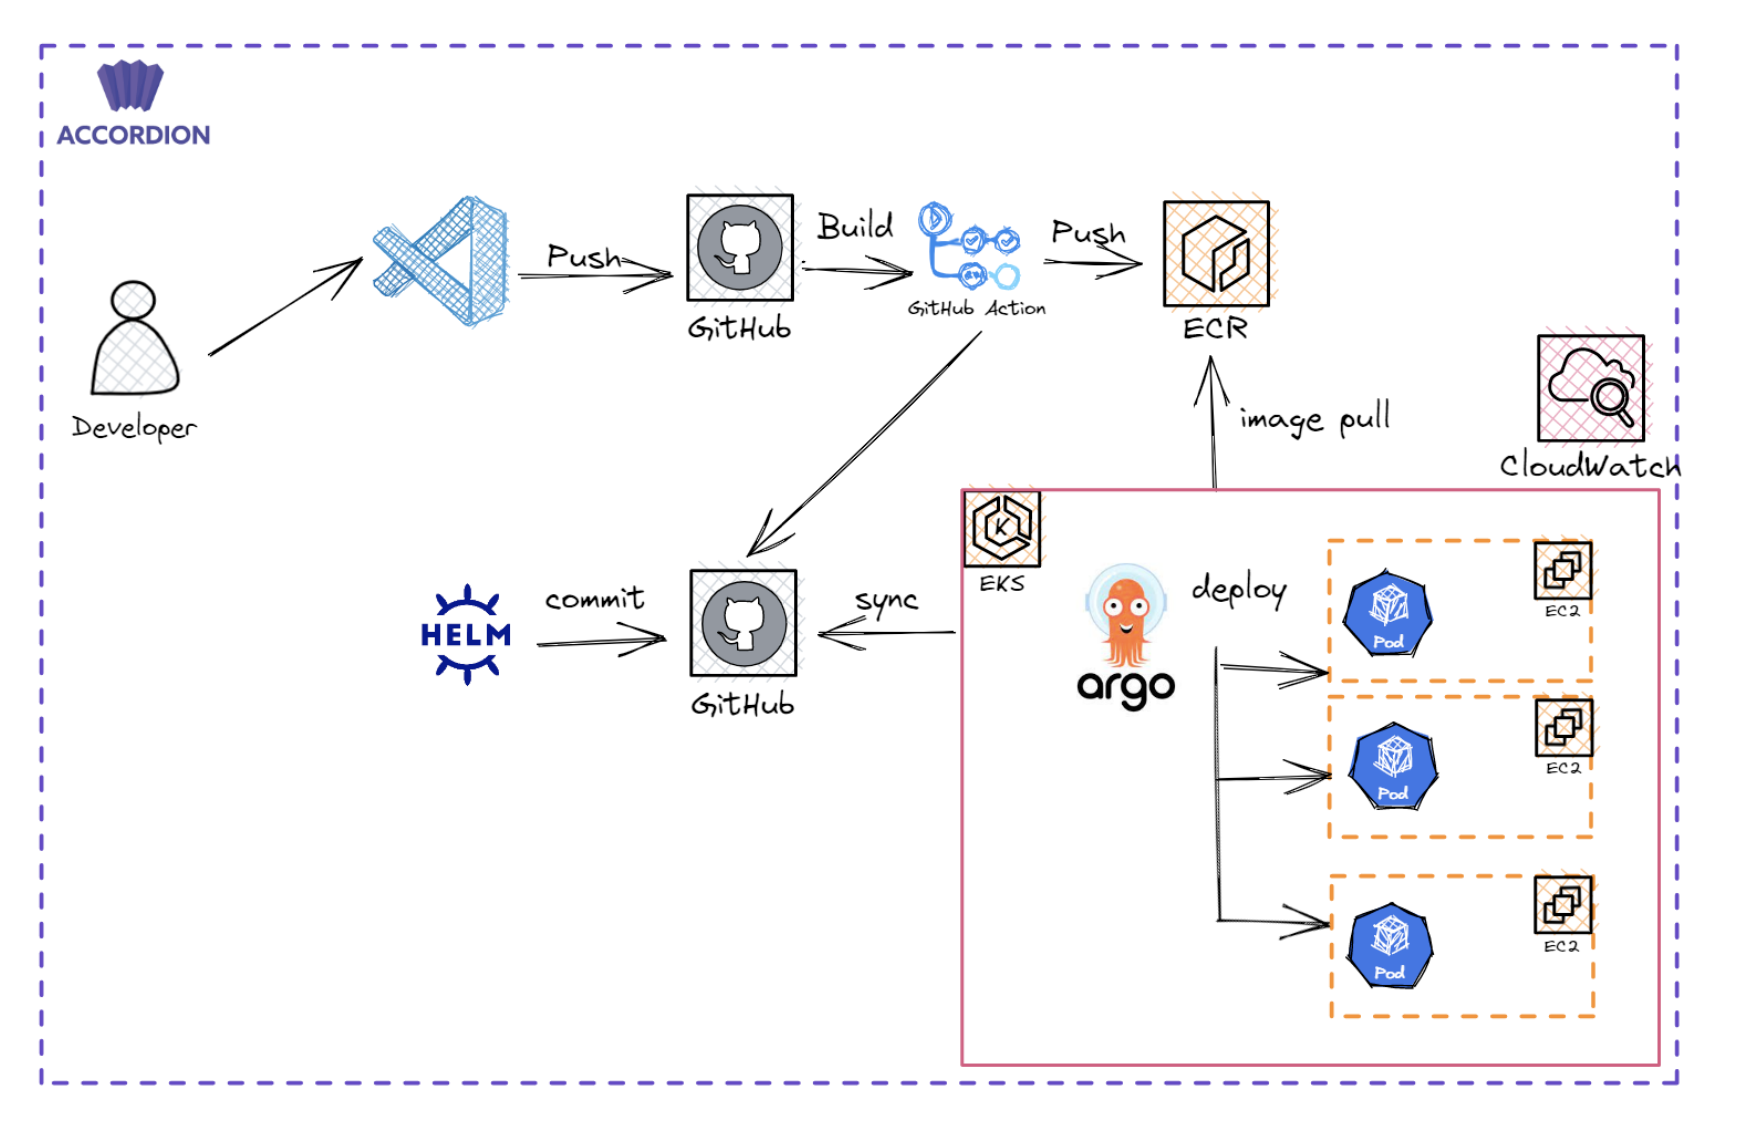 ACCORDION
Push
GitHub
Build
GitHub Action
Push
ECR
Developer
image pull
CloudWatch
HELM
commit
GitHub
sync
K
EKS
argo
deploy
Pod
EC2
Pod
EC2
Pod
EC2